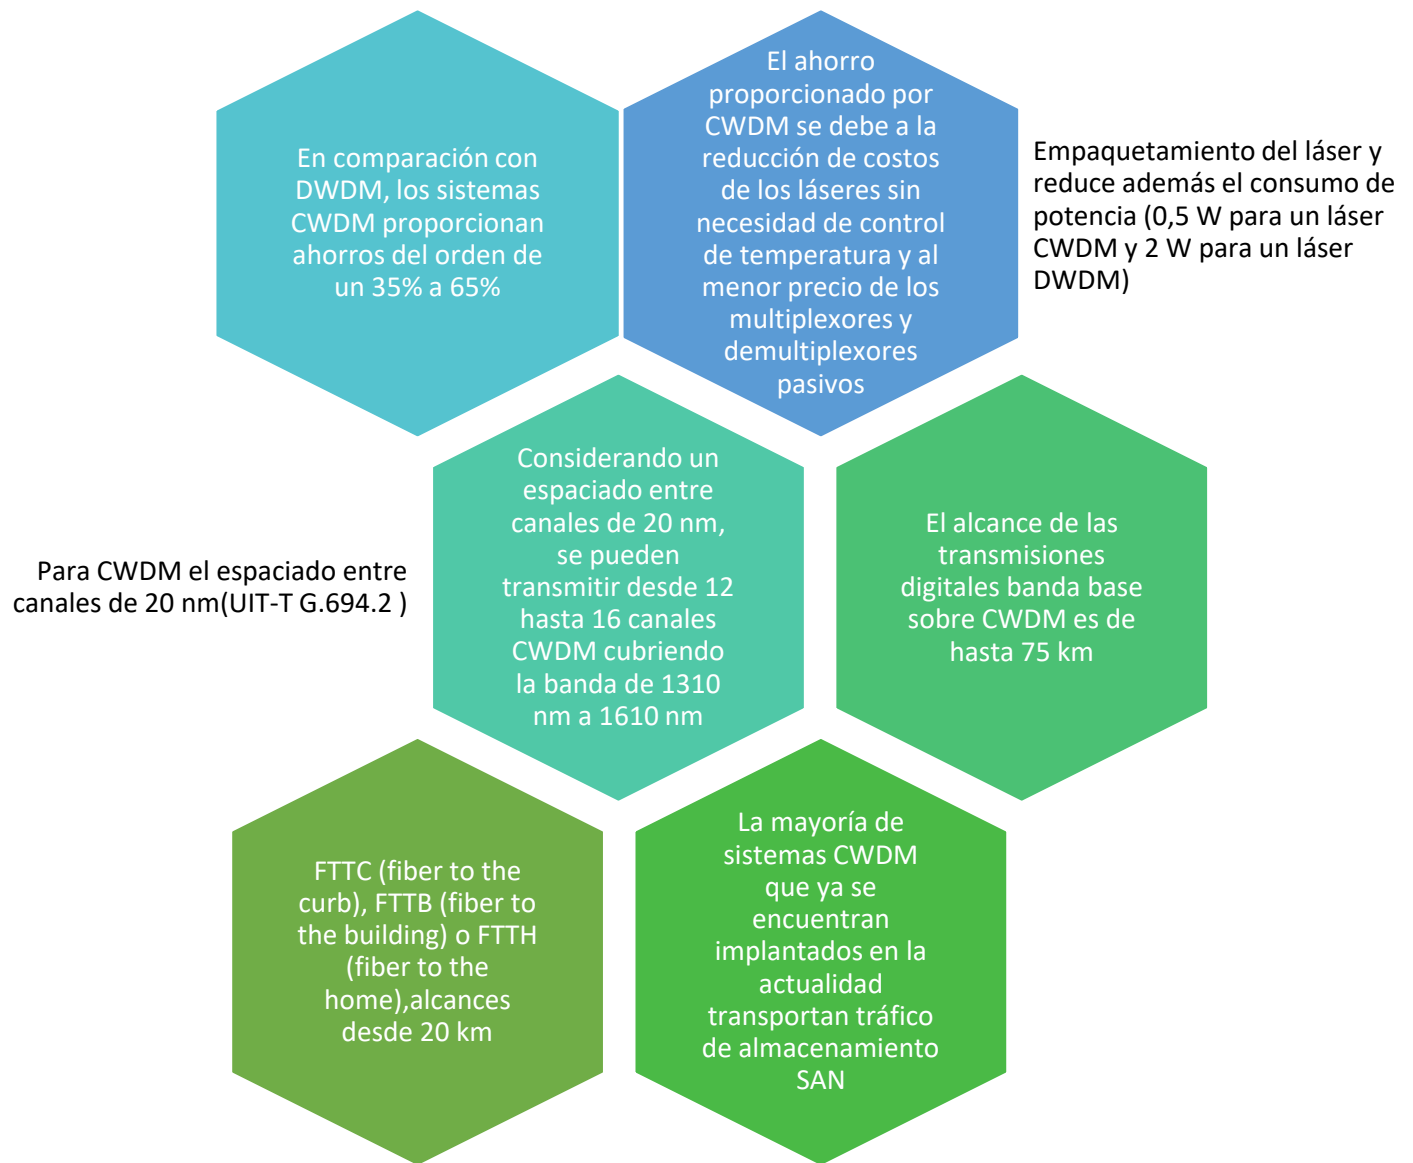 En comparación con
DWDM, los sistemas
CWDM proporcionan
ahorros del orden de
un 35% a 65%
El ahorro
proporcionado por
CWDM se debe a la
reducción de costos
de los láseres sin
necesidad de control
de temperatura y al
menor precio de los
multiplexores y
demultiplexores
pasivos
Empaquetamiento del láser y
reduce además el consumo de
potencia (0,5 W para un láser
CWDM y 2 W para un láser
DWDM)
Para CWDM el espaciado entre
canales de 20 nm(UIT-T G.694.2 )
Considerando un
espaciado entre
canales de 20 nm,
se pueden
transmitir desde 12
hasta 16 canales
CWDM cubriendo
la banda de 1310
nm a 1610 nm
El alcance de las
transmisiones
digitales banda base
sobre CWDM es de
hasta 75 km
FTTC (fiber to the
curb), FTTB (fiber to
the building) o FTTH
(fiber to the
home),alcances
desde 20 km
La mayoría de
sistemas CWDM
que ya se
encuentran
implantados en la
actualidad
transportan tráfico
de almacenamiento
SAN